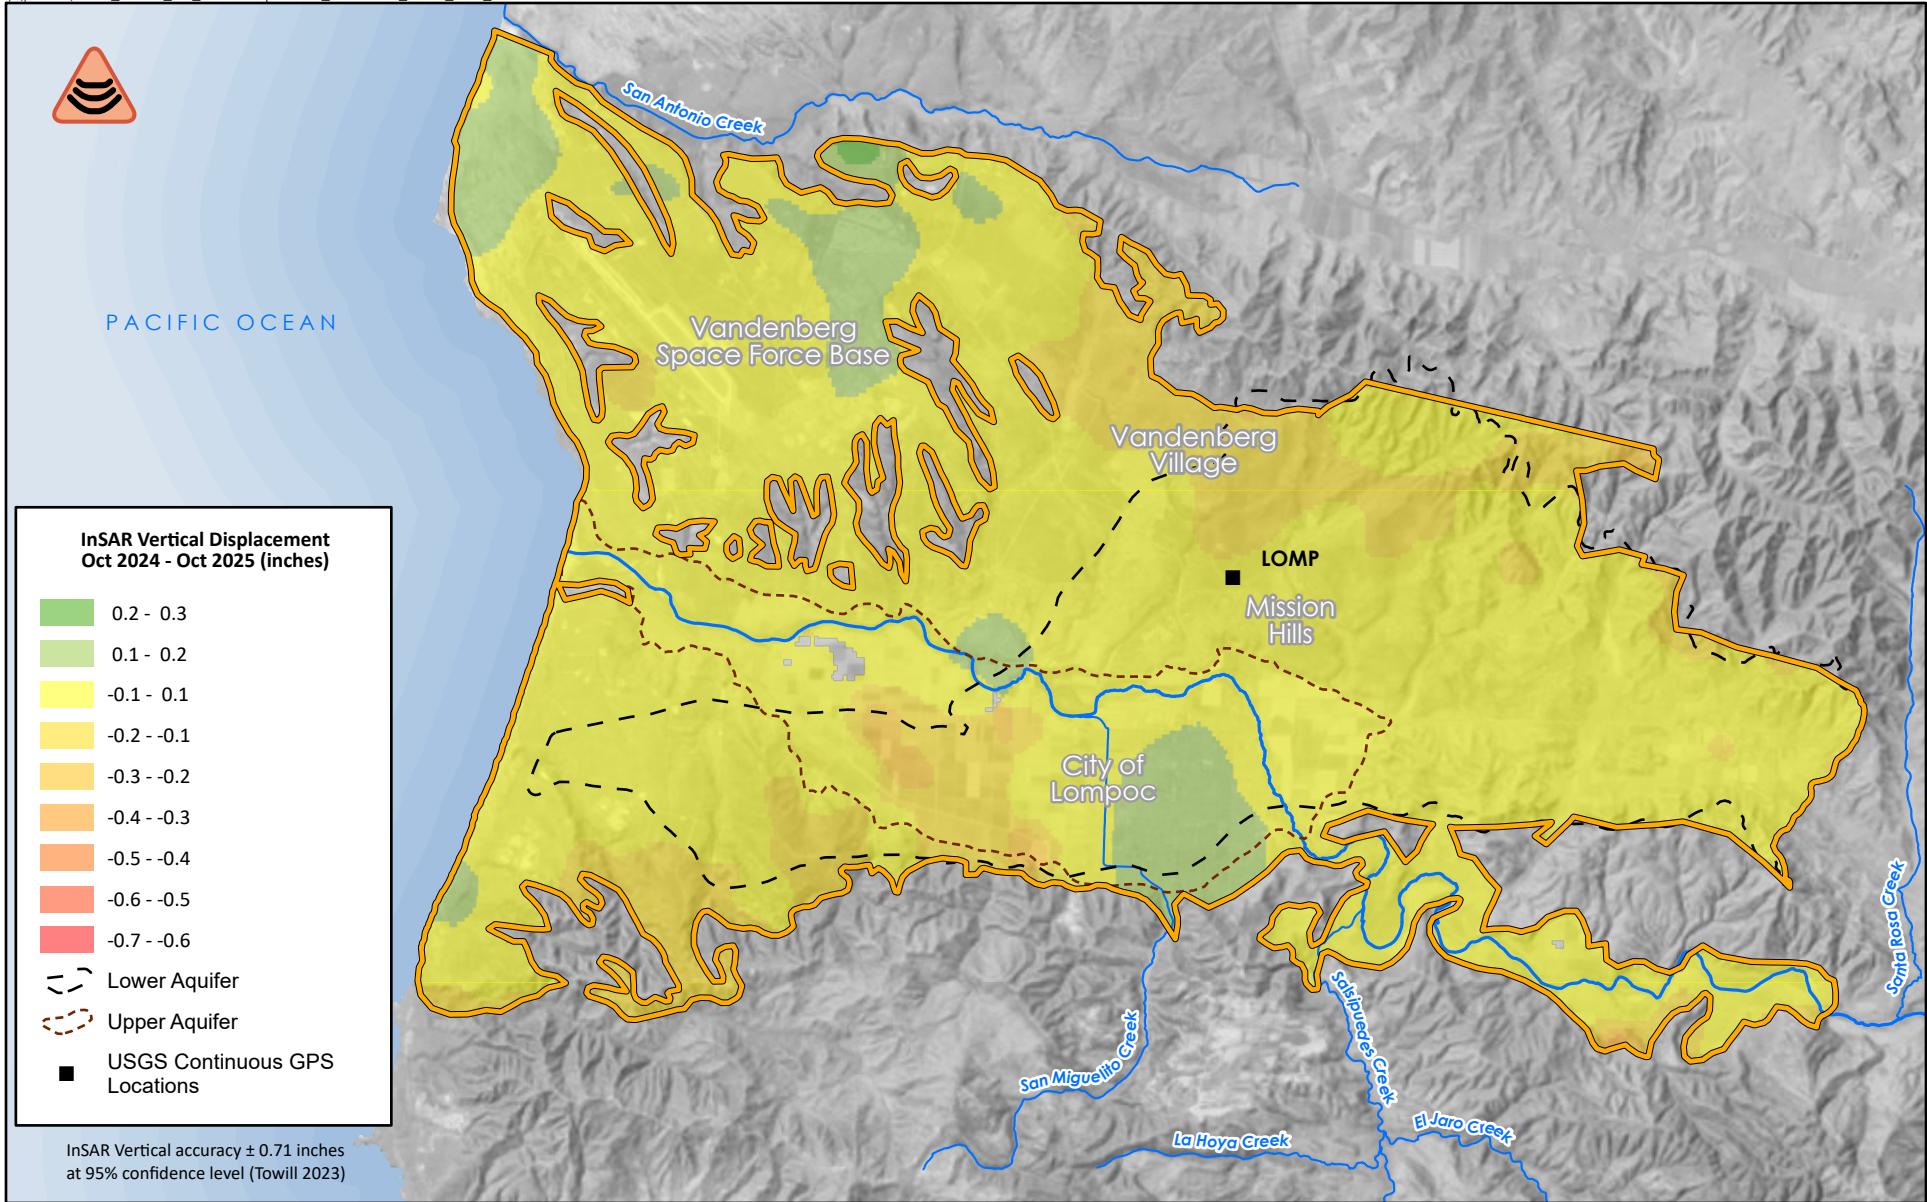 San Antonio Creek
PACIFIC OCEAN
Vandenberg
Space Force Base
Vandenberg
Village
LOMP
Mission
Hills
City of
Lompoc
Santa Rosa Creek
Salsipuedes Creek
San Miguelito Creek
El Jaro Creek
La Hoya Creek
InSAR Vertical Displacement
Oct 2024 - Oct 2025 (inches)
0.2 - 0.3
0.1 - 0.2
-0.1 - 0.1
-0.2 - -0.1
-0.3 - -0.2
-0.4 - -0.3
-0.5 - -0.4
-0.6 - -0.5
-0.7 - -0.6
Lower Aquifer
Upper Aquifer
USGS Continuous GPS
Locations
InSAR Vertical accuracy ± 0.71 inches
at 95% confidence level (Towill 2023)